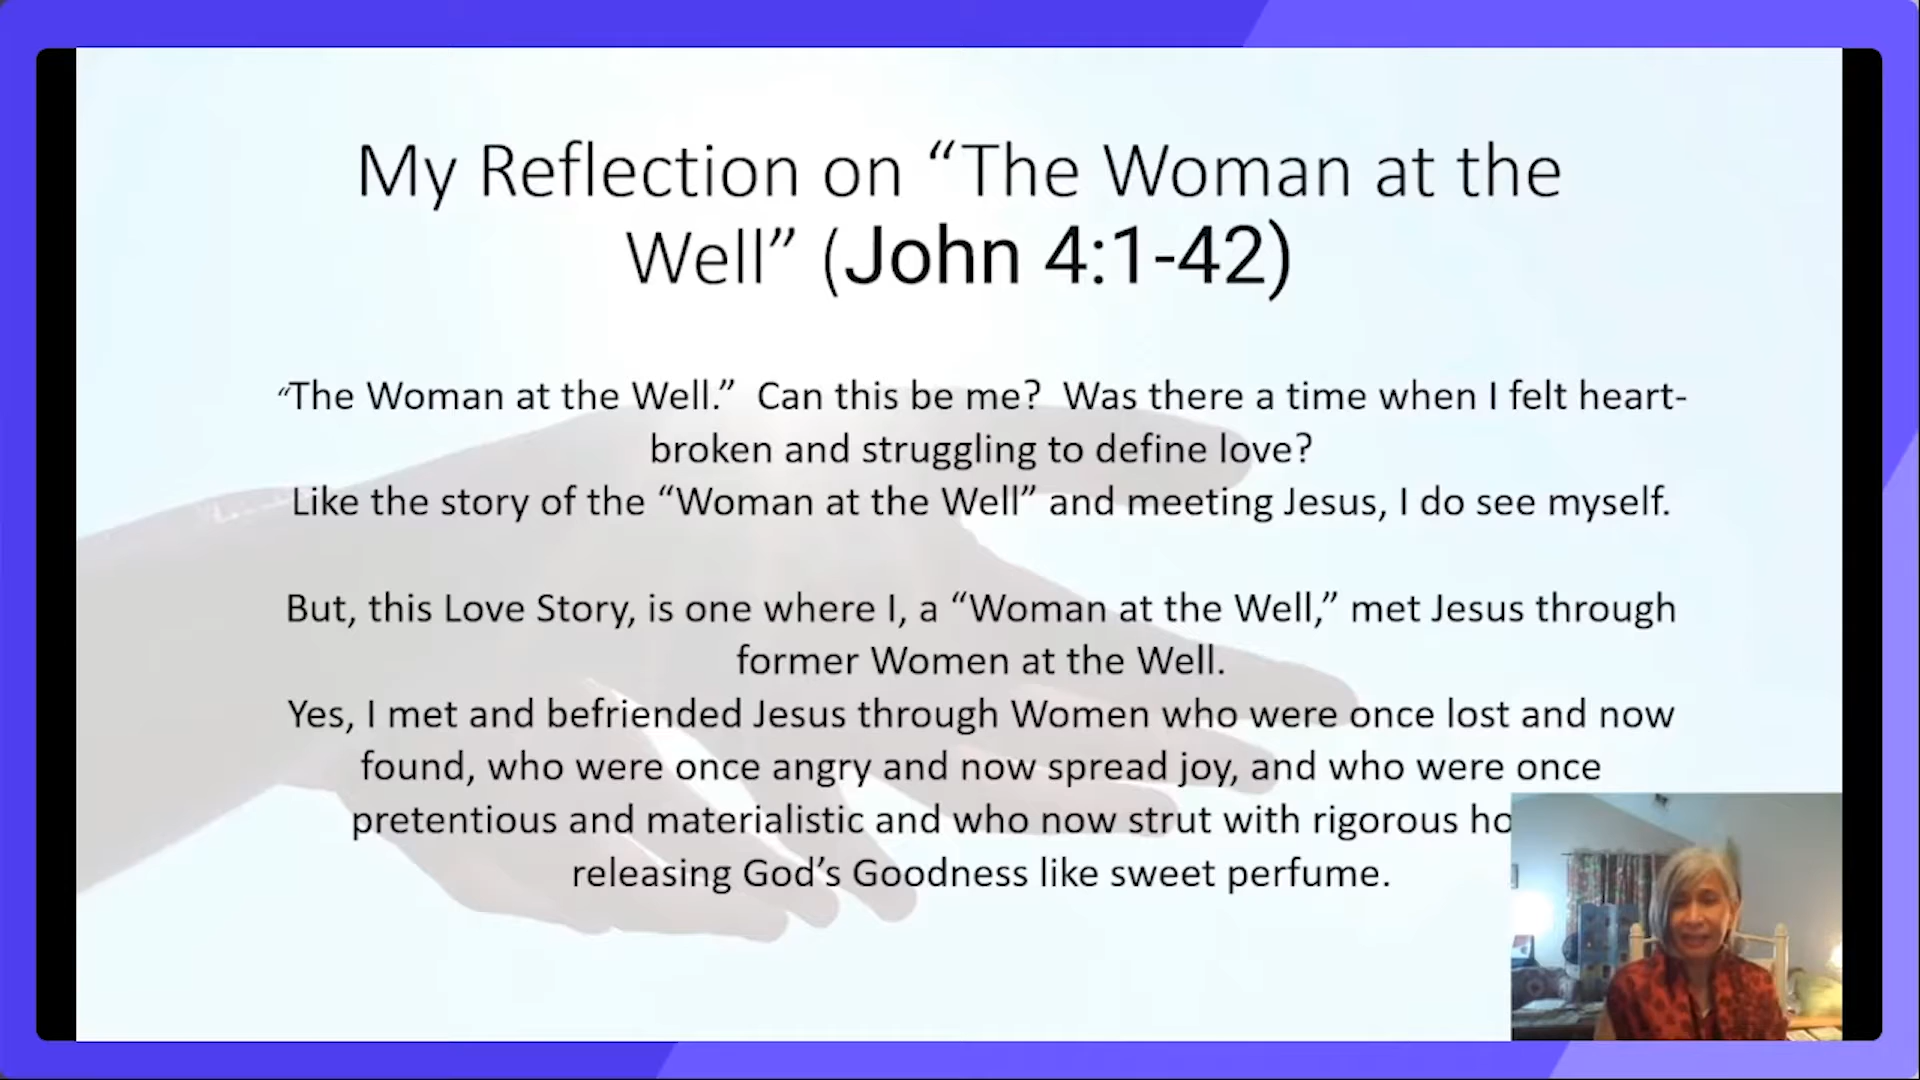 My Reflection on “The Woman at the
Well” (John 4:1-42)
“The Woman at the Well.”  Can this be me?  Was there a time when I felt heart-
broken and struggling to define love?
Like the story of the “Woman at the Well” and meeting Jesus, I do see myself.
But, this Love Story, is one where I, a “Woman at the Well,” met Jesus through
former Women at the Well.
Yes, I met and befriended Jesus through Women who were once lost and now
found, who were once angry and now spread joy, and who were once
pretentious and materialistic and who now strut with rigorous
releasing God’s Goodness like sweet perfume.